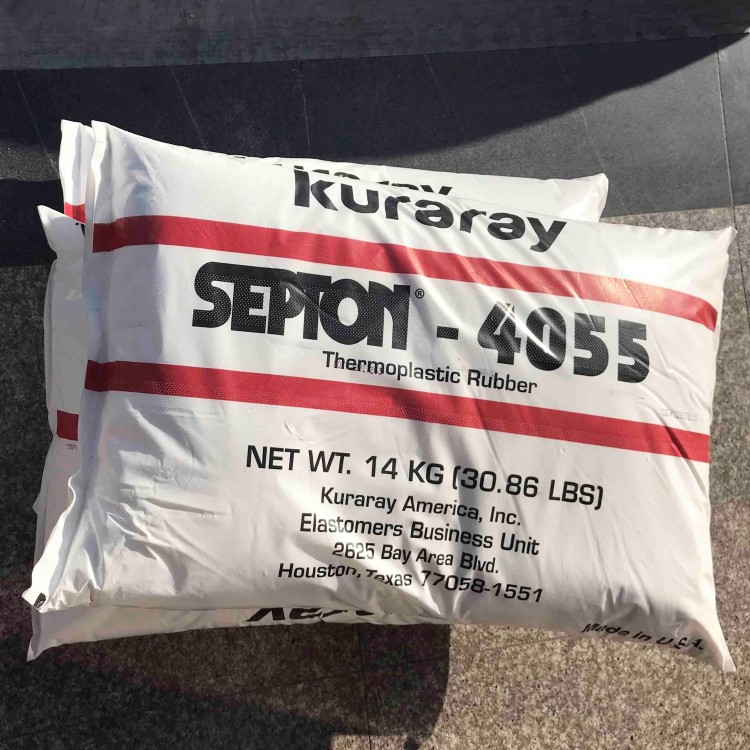 kuraray
SEPTON® - 4055
Thermoplastic Rubber
NET WT. 14 KG (30.86 LBS)
Kuraray America, Inc.
Elastomers Business Unit
2625 Bay Area Blvd.
Houston, Texas 77058-1551
Made in U.S.A.